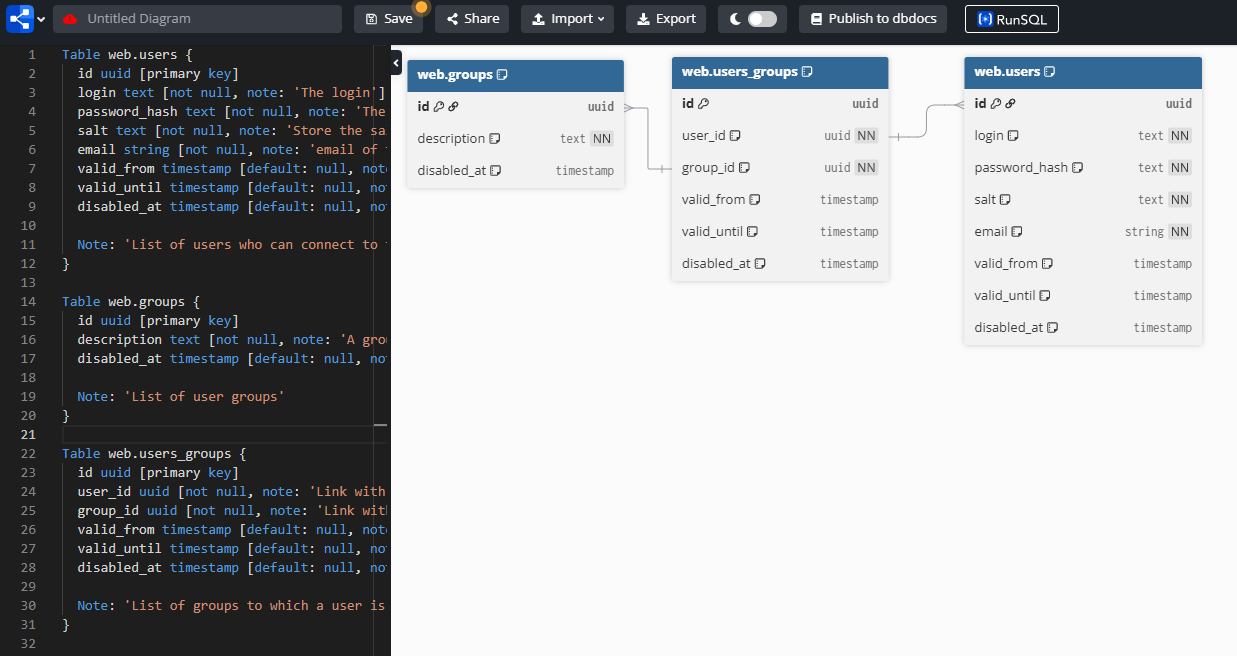 Untitled Diagram
Save
Share
Import
Export
Publish to dbdocs
RunSQL
1 Table web.users {
2 id uuid [primary key]
3 login text [not null, note: 'The login']
4 password_hash text [not null, note: 'The
5 salt text [not null, note: 'Store the sa
6 email string [not null, note: 'email of
7 valid_from timestamp [default: null, not
8 valid_until timestamp [default: null, no
9 disabled_at timestamp [default: null, no
10
11 Note: 'List of users who can connect to
12 }
13
14 Table web.groups {
15 id uuid [primary key]
16 description text [not null, note: 'A gro
17 disabled_at timestamp [default: null, no
18
19 Note: 'List of user groups'
20 }
21
22 Table web.users_groups {
23 id uuid [primary key]
24 user_id uuid [not null, note: 'Link with
25 group_id uuid [not null, note: 'Link wit
26 valid_from timestamp [default: null, not
27 valid_until timestamp [default: null, no
28 disabled_at timestamp [default: null, no
29
30 Note: 'List of groups to which a user is
31 }
32
web.groups
id uuid
description text NN
disabled_at timestamp
web.users_groups
id uuid
user_id uuid NN
group_id uuid NN
valid_from timestamp
valid_until timestamp
disabled_at timestamp
web.users
id uuid
login text NN
password_hash text NN
salt text NN
email string NN
valid_from timestamp
valid_until timestamp
disabled_at timestamp